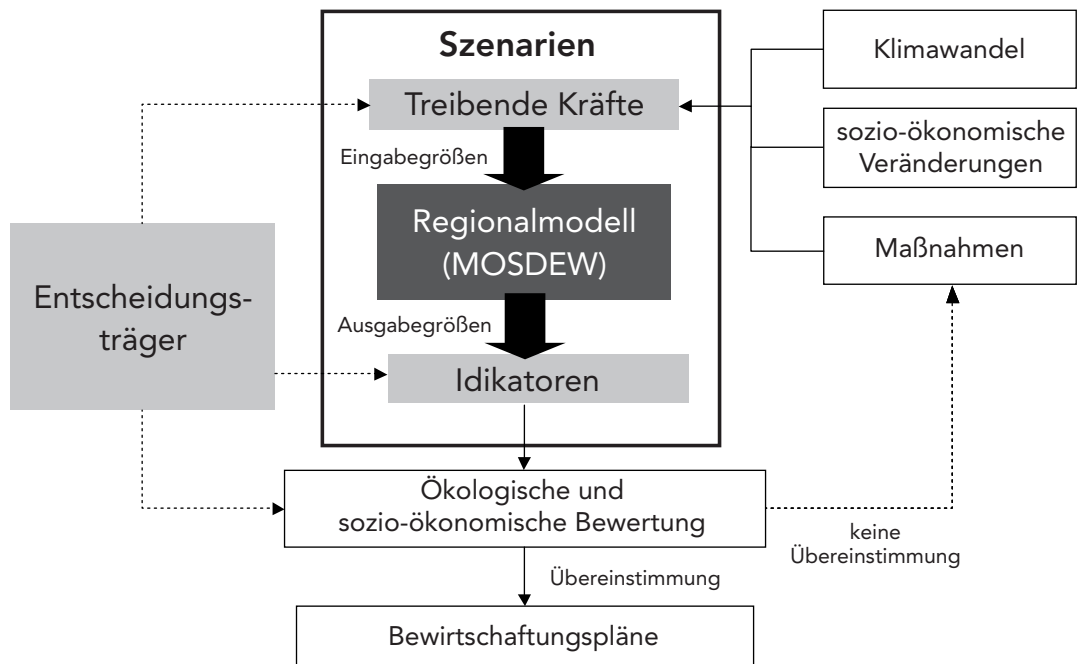 Szenarien
Treibende Kräfte
Eingabegrößen
Regionalmodell
(MOSDEW)
Ausgabegrößen
Idikatoren
Entscheidungs-
träger
Klimawandel
sozio-ökonomische
Veränderungen
Maßnahmen
Ökologische und
sozio-ökonomische Bewertung
keine
Übereinstimmung
Übereinstimmung
Bewirtschaftungspläne